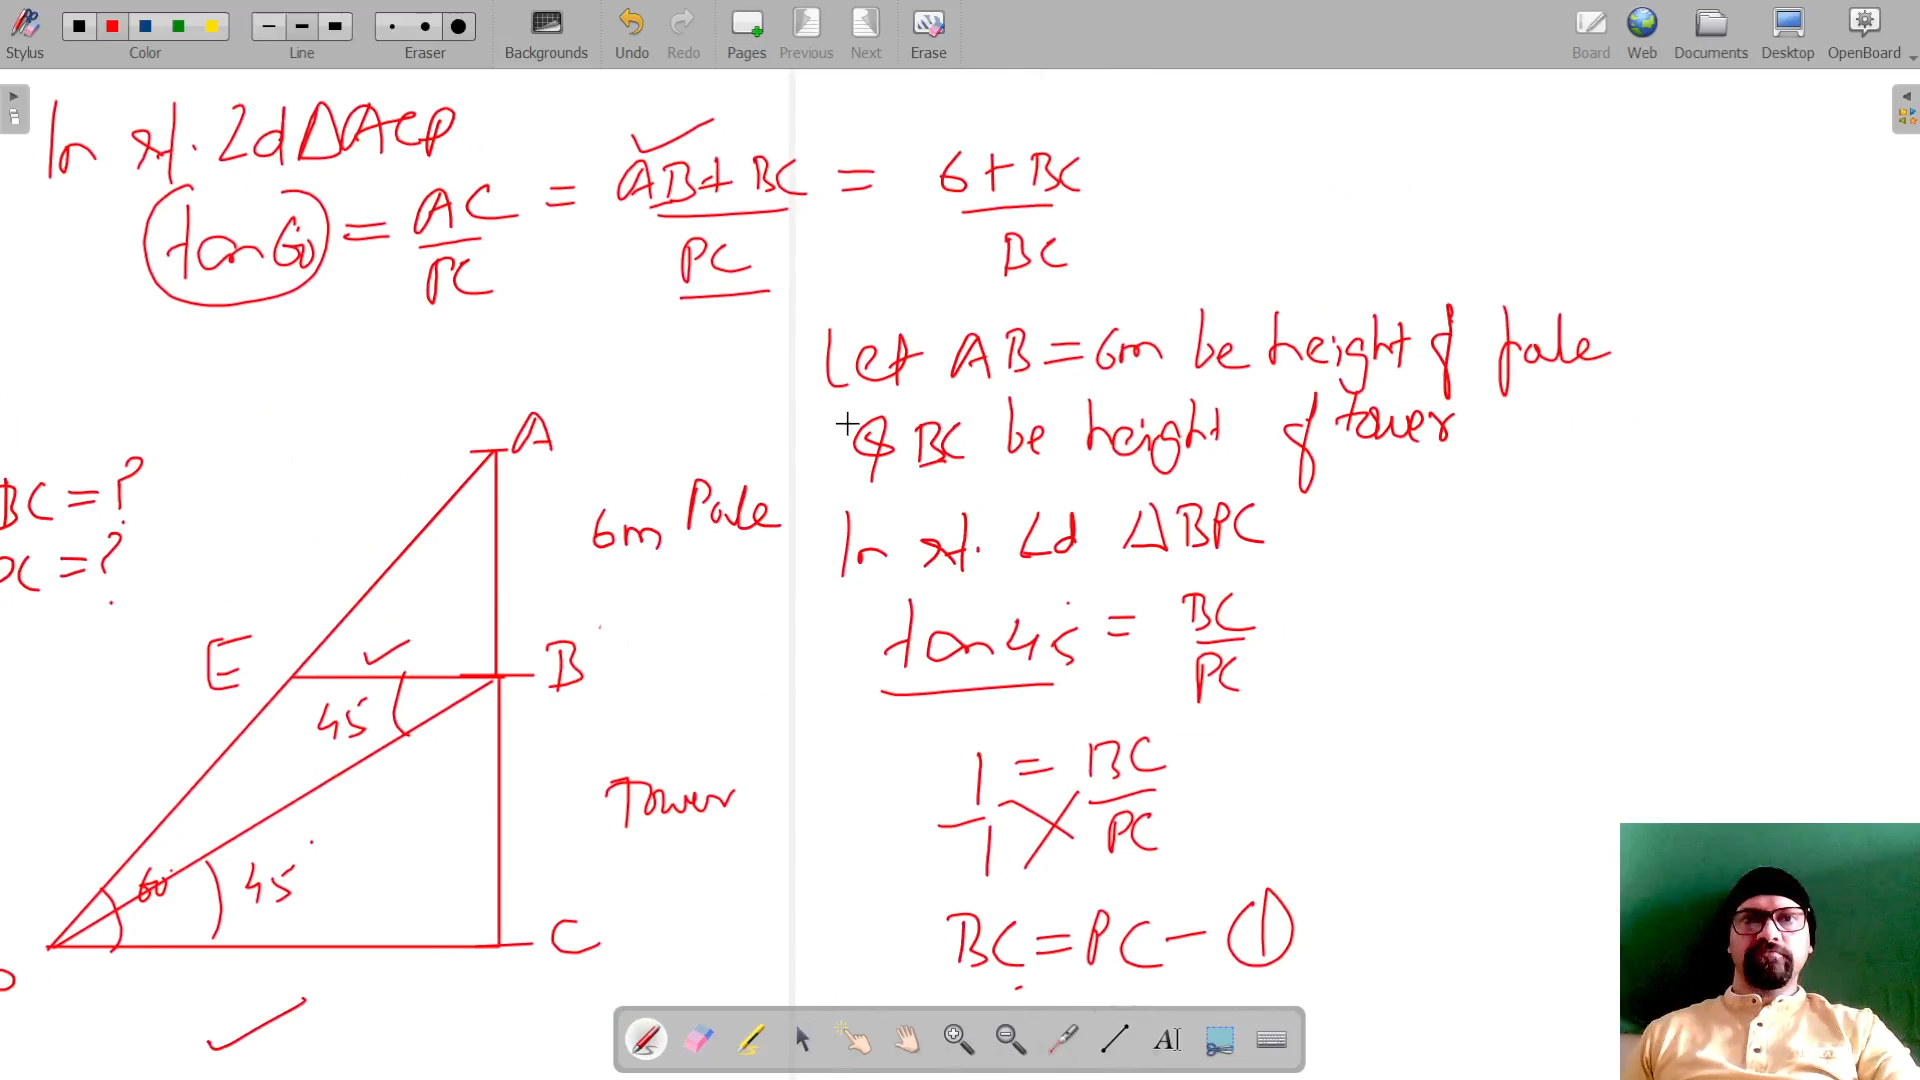 Stylus
Color
Line
Eraser
Backgrounds
Undo
Redo
Pages
Previous
Next
Erase
Board
Web
Documents
Desktop
OpenBoard
In rt. ∠d ΔACP
tan 60 = AC/PC = AB+BC/PC = 6+BC/BC
Let AB = 6m be height of pole
& BC be height of tower
In rt. ∠d ΔBPC
tan 45 = BC/PC
1/1 = BC/PC
BC = PC - ①
BC = ?
PC = ?
A
6m Pole
E
B
45
Tower
60
45°
C